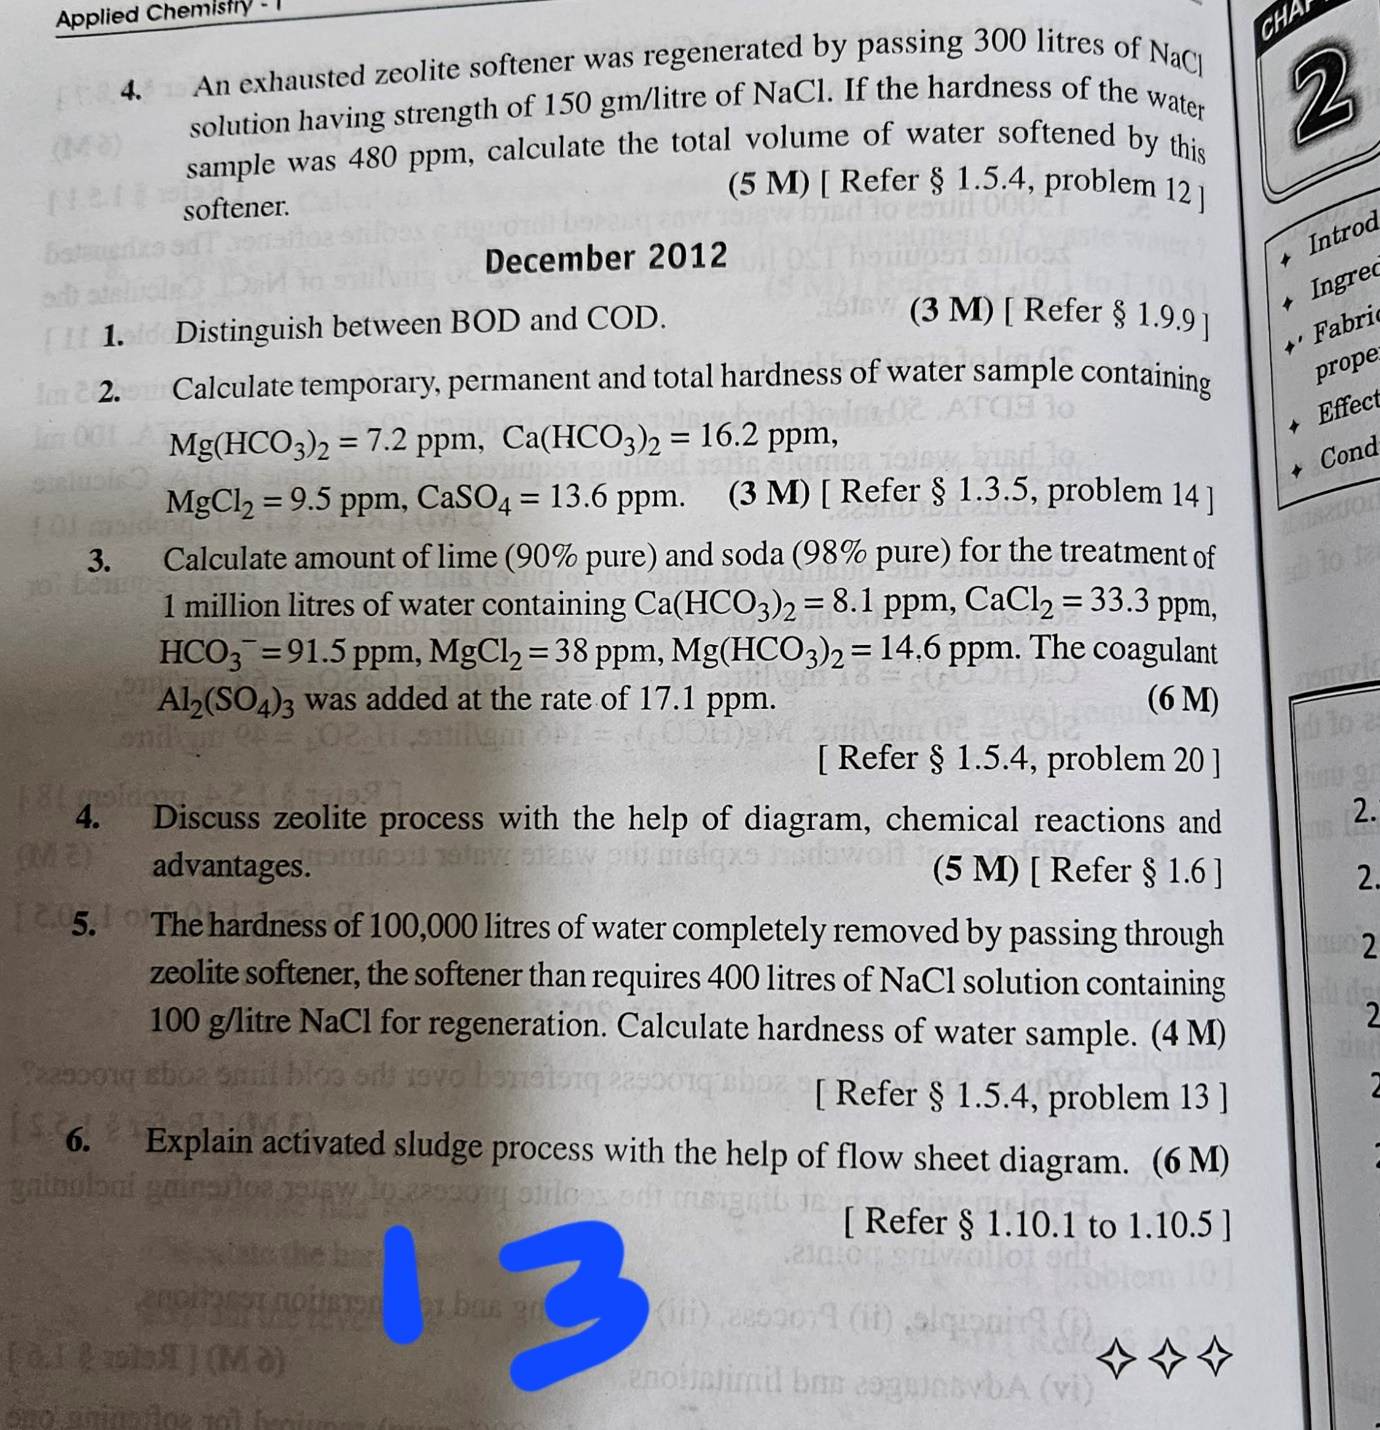 Applied Chemistry - I
4. An exhausted zeolite softener was regenerated by passing 300 litres of NaCl
solution having strength of 150 gm/litre of NaCl. If the hardness of the water
sample was 480 ppm, calculate the total volume of water softened by this
softener. (5 M) [ Refer § 1.5.4, problem 12 ]
December 2012
1. Distinguish between BOD and COD. (3 M) [ Refer § 1.9.9 ]
2. Calculate temporary, permanent and total hardness of water sample containing
Mg(HCO₃)₂ = 7.2 ppm, Ca(HCO₃)₂ = 16.2 ppm,
MgCl₂ = 9.5 ppm, CaSO₄ = 13.6 ppm. (3 M) [ Refer § 1.3.5, problem 14 ]
3. Calculate amount of lime (90% pure) and soda (98% pure) for the treatment of
1 million litres of water containing Ca(HCO₃)₂ = 8.1 ppm, CaCl₂ = 33.3 ppm,
HCO₃⁻ = 91.5 ppm, MgCl₂ = 38 ppm, Mg(HCO₃)₂ = 14.6 ppm. The coagulant
Al₂(SO₄)₃ was added at the rate of 17.1 ppm. (6 M)
[ Refer § 1.5.4, problem 20 ]
4. Discuss zeolite process with the help of diagram, chemical reactions and
advantages. (5 M) [ Refer § 1.6 ]
5. The hardness of 100,000 litres of water completely removed by passing through
zeolite softener, the softener than requires 400 litres of NaCl solution containing
100 g/litre NaCl for regeneration. Calculate hardness of water sample. (4 M)
[ Refer § 1.5.4, problem 13 ]
6. Explain activated sludge process with the help of flow sheet diagram. (6 M)
[ Refer § 1.10.1 to 1.10.5 ]
13
2
2.
2.
2
2
2